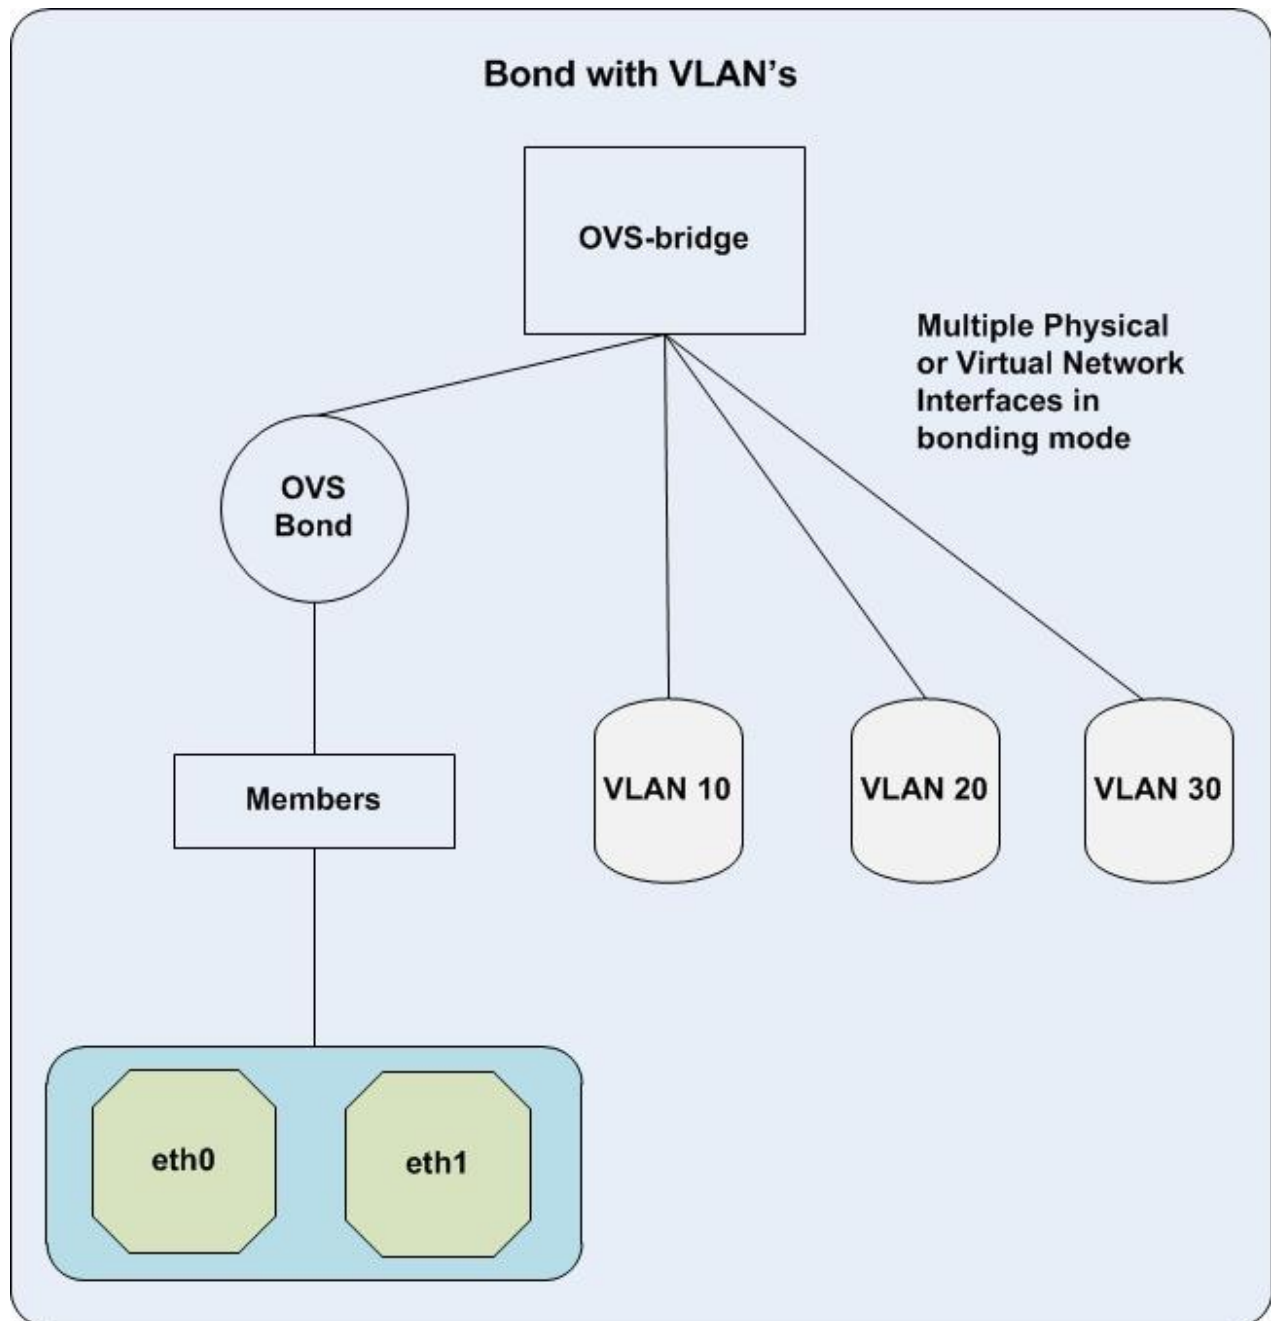 Bond with VLAN's
OVS-bridge
Multiple Physical
or Virtual Network
Interfaces in
bonding mode
OVS
Bond
Members
VLAN 10
VLAN 20
VLAN 30
eth0
eth1